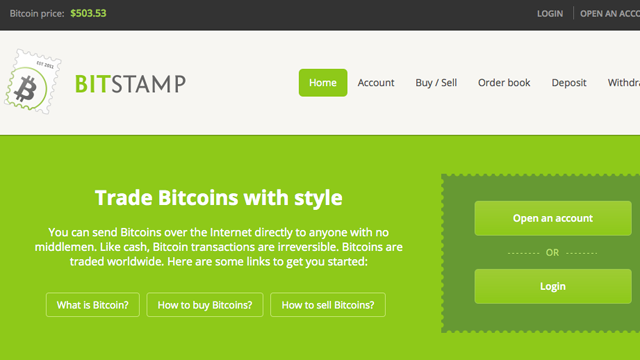 Bitcoin price: $503.53
LOGIN
OPEN AN ACCO
EST 2011
BITSTAMP
Home
Account
Buy / Sell
Order book
Deposit
Withdra
Trade Bitcoins with style
You can send Bitcoins over the Internet directly to anyone with no
middlemen. Like cash, Bitcoin transactions are irreversible. Bitcoins are
traded worldwide. Here are some links to get you started:
What is Bitcoin?
How to buy Bitcoins?
How to sell Bitcoins?
Open an account
-------- OR --------
Login